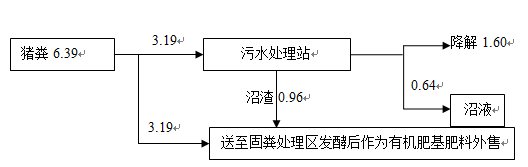 3.19
猪粪 6.39
污水处理站
降解 1.60
0.64
沼渣 0.96
沼液
3.19
送至固粪处理区发酵后作为有机肥基肥料外售